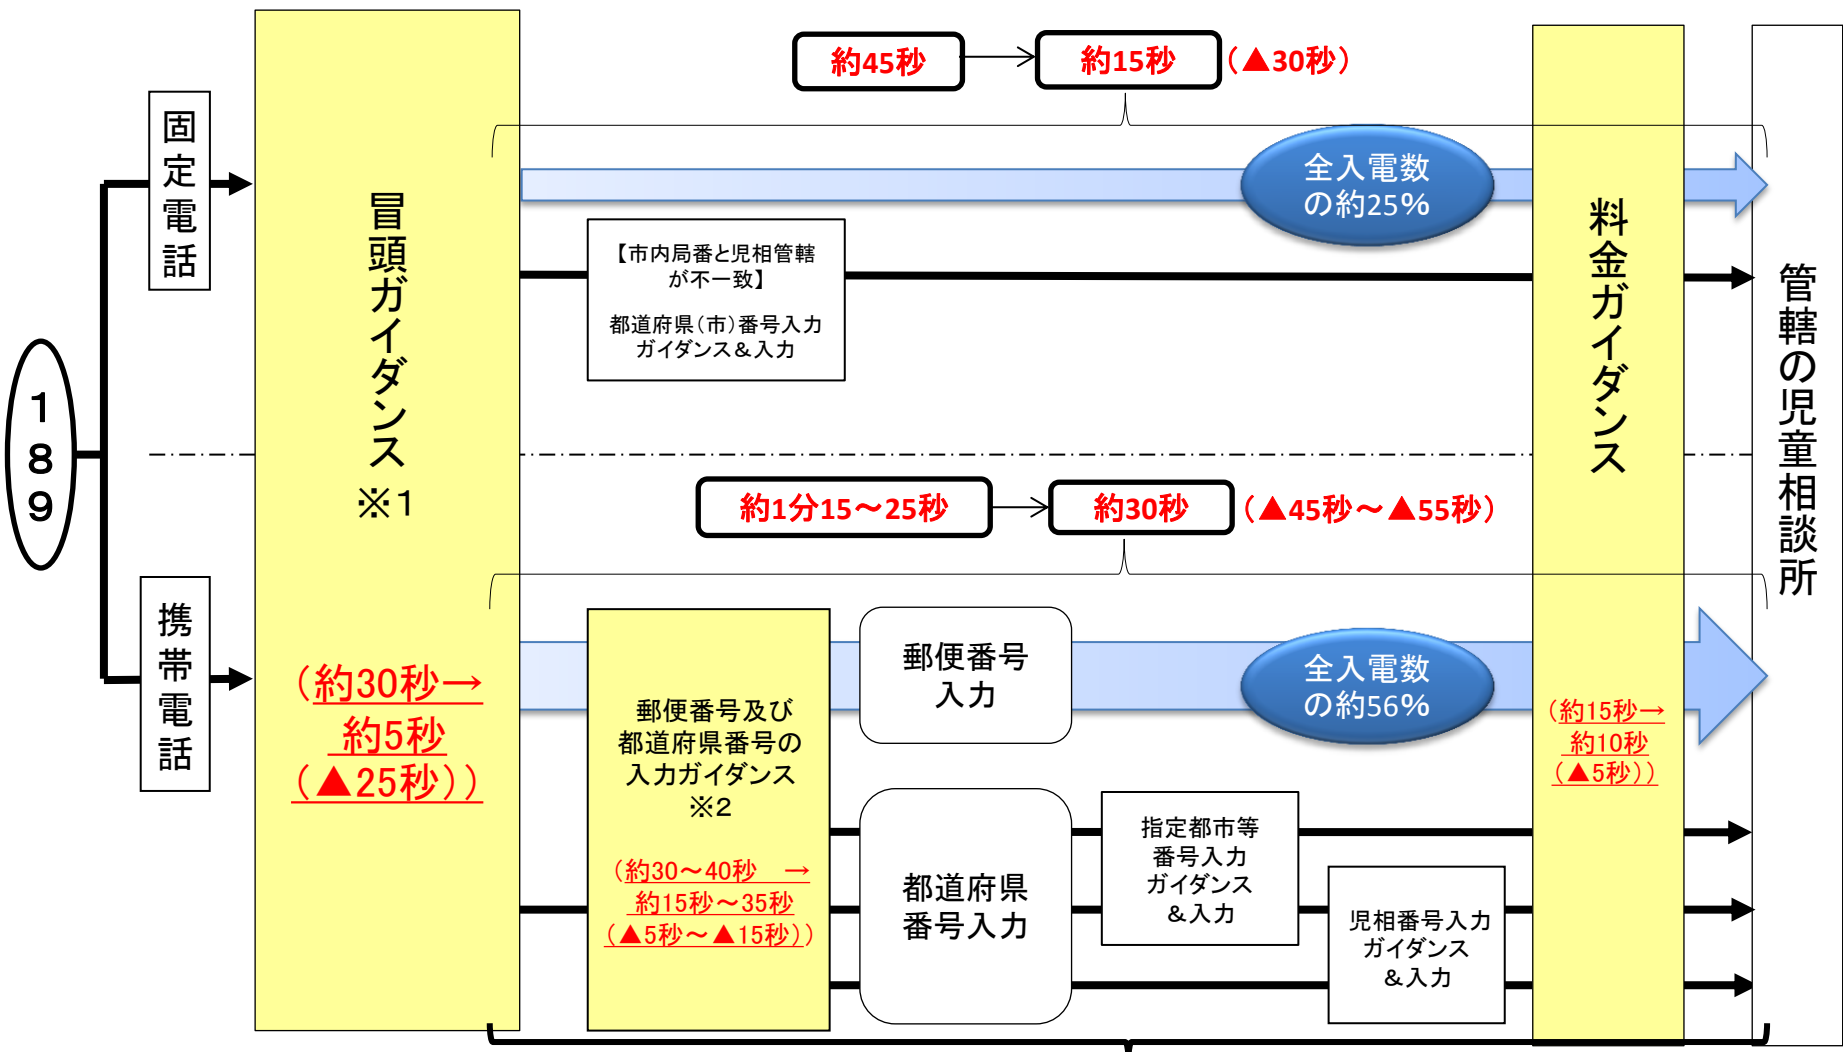 189
固定電話
携帯電話
冒頭ガイダンス
※1
(約30秒→
約5秒
(▲25秒))
約45秒
約15秒
(▲30秒)
全入電数
の約25%
【市内局番と児相管轄
が不一致】
都道府県(市)番号入力
ガイダンス&入力
約1分15~25秒
約30秒
(▲45秒~▲55秒)
郵便番号及び
都道府県番号の
入力ガイダンス
※2
(約30~40秒 →
約15秒~35秒
(▲5秒~▲15秒))
郵便番号
入力
全入電数
の約56%
都道府県
番号入力
指定都市等
番号入力
ガイダンス
&入力
児相番号入力
ガイダンス
&入力
料金ガイダンス
(約15秒→
約10秒
(▲5秒))
管轄の児童相談所